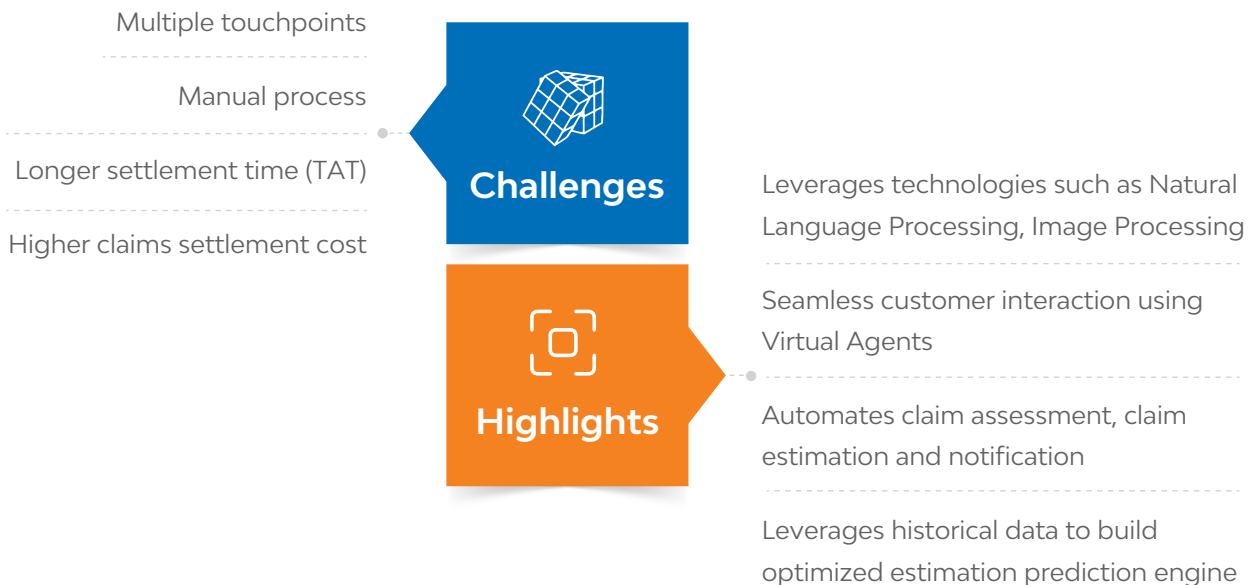 Multiple touchpoints
Manual process
Longer settlement time (TAT)
Higher claims settlement cost
Challenges
Highlights
Leverages technologies such as Natural
Language Processing, Image Processing
Seamless customer interaction using
Virtual Agents
Automates claim assessment, claim
estimation and notification
Leverages historical data to build
optimized estimation prediction engine